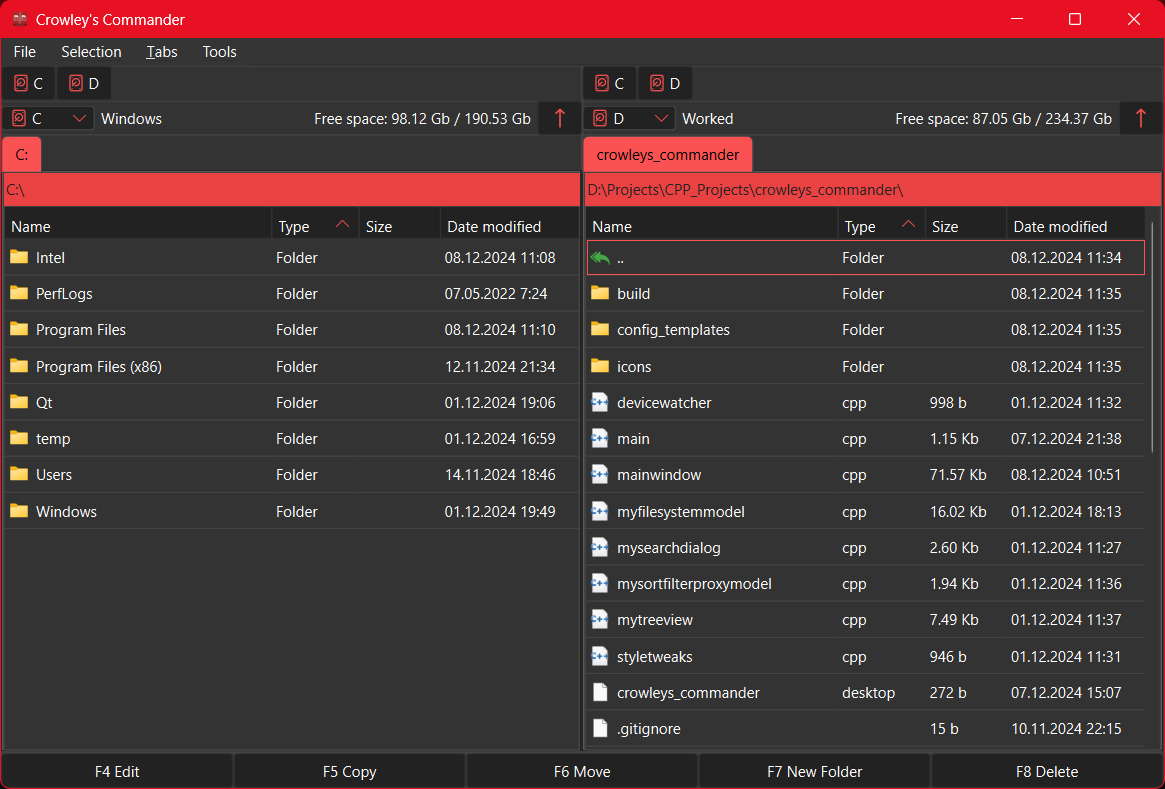 Crowley's Commander
File Selection Tabs Tools
C D
C Windows Free space: 98.12 Gb / 190.53 Gb
C:
C:\
Name Type Size Date modified
Intel Folder 08.12.2024 11:08
PerfLogs Folder 07.05.2022 7:24
Program Files Folder 08.12.2024 11:10
Program Files (x86) Folder 12.11.2024 21:34
Qt Folder 01.12.2024 19:06
temp Folder 01.12.2024 16:59
Users Folder 14.11.2024 18:46
Windows Folder 01.12.2024 19:49
C D
D Worked Free space: 87.05 Gb / 234.37 Gb
crowleys_commander
D:\Projects\CPP_Projects\crowleys_commander\
Name Type Size Date modified
.. Folder 08.12.2024 11:34
build Folder 08.12.2024 11:35
config_templates Folder 08.12.2024 11:35
icons Folder 08.12.2024 11:35
devicewatcher cpp 998 b 01.12.2024 11:32
main cpp 1.15 Kb 07.12.2024 21:38
mainwindow cpp 71.57 Kb 08.12.2024 10:51
myfilesystemmodel cpp 16.02 Kb 01.12.2024 18:13
mysearchdialog cpp 2.60 Kb 01.12.2024 11:27
mysortfilterproxymodel cpp 1.94 Kb 01.12.2024 11:36
mytreeview cpp 7.49 Kb 01.12.2024 11:37
styletweaks cpp 946 b 01.12.2024 11:31
crowleys_commander desktop 272 b 07.12.2024 15:07
.gitignore 15 b 10.11.2024 22:15
F4 Edit F5 Copy F6 Move F7 New Folder F8 Delete